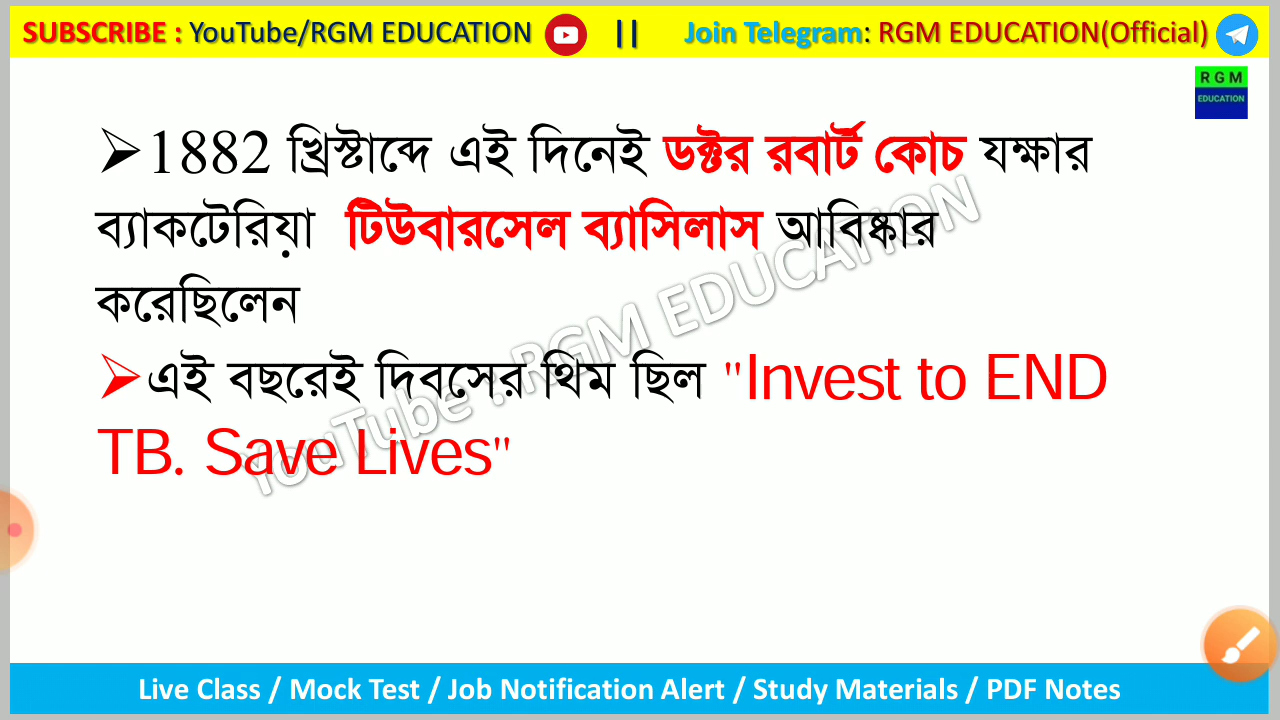 SUBSCRIBE : YouTube/RGM EDUCATION || Join Telegram: RGM EDUCATION(Official)
RGM
EDUCATION
➢1882 খ্রিস্টাব্দে এই দিনেই ডক্টর রবার্ট কোচ যক্ষার
ব্যাকটেরিয়া টিউবারসেল ব্যাসিলাস আবিষ্কার
করেছিলেন
➢এই বছরেই দিবসের থিম ছিল "Invest to END
TB. Save Lives"
YouTube : RGM EDUCATION
Live Class / Mock Test / Job Notification Alert / Study Materials / PDF Notes